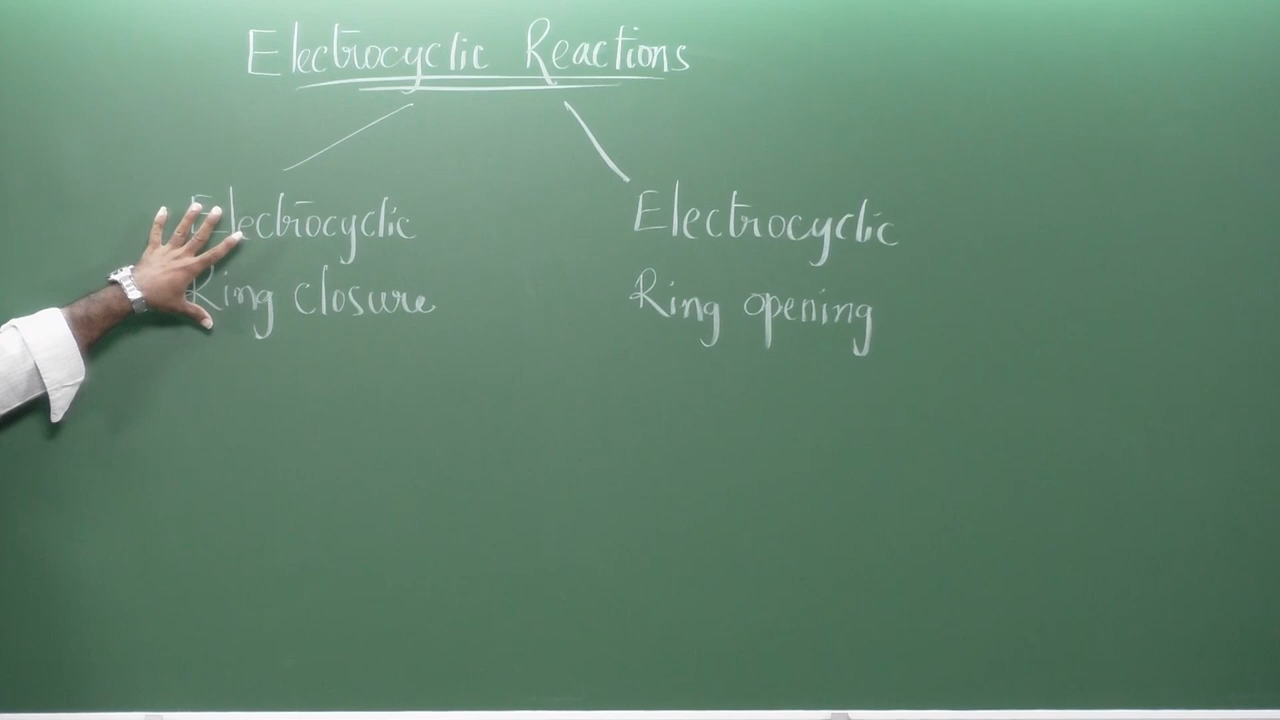 Electrocyclic Reactions
Electrocyclic
Ring closure
Electrocyclic
Ring opening